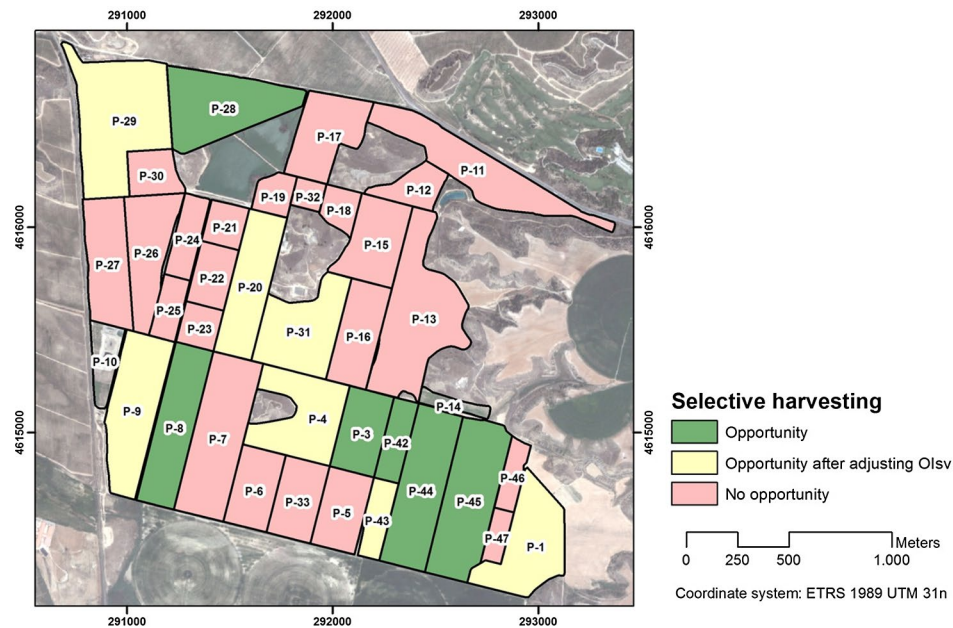 291000 292000 293000
P-29
P-28
P-17
P-30
P-11
P-12
P-19
P-32
P-18
4616000
4616000
P-21
P-24
P-15
P-26
P-27
P-22
P-20
P-25
P-13
P-23
P-31
P-16
P-10
P-14
P-9
P-4
P-8
P-7
P-3
P-42
4615000
4615000
P-46
P-6
P-44
P-33
P-45
P-5
P-43
P-47
P-1
291000 292000 293000
Selective harvesting
Opportunity
Opportunity after adjusting OIsv
No opportunity
Meters
0 250 500 1.000
Coordinate system: ETRS 1989 UTM 31n